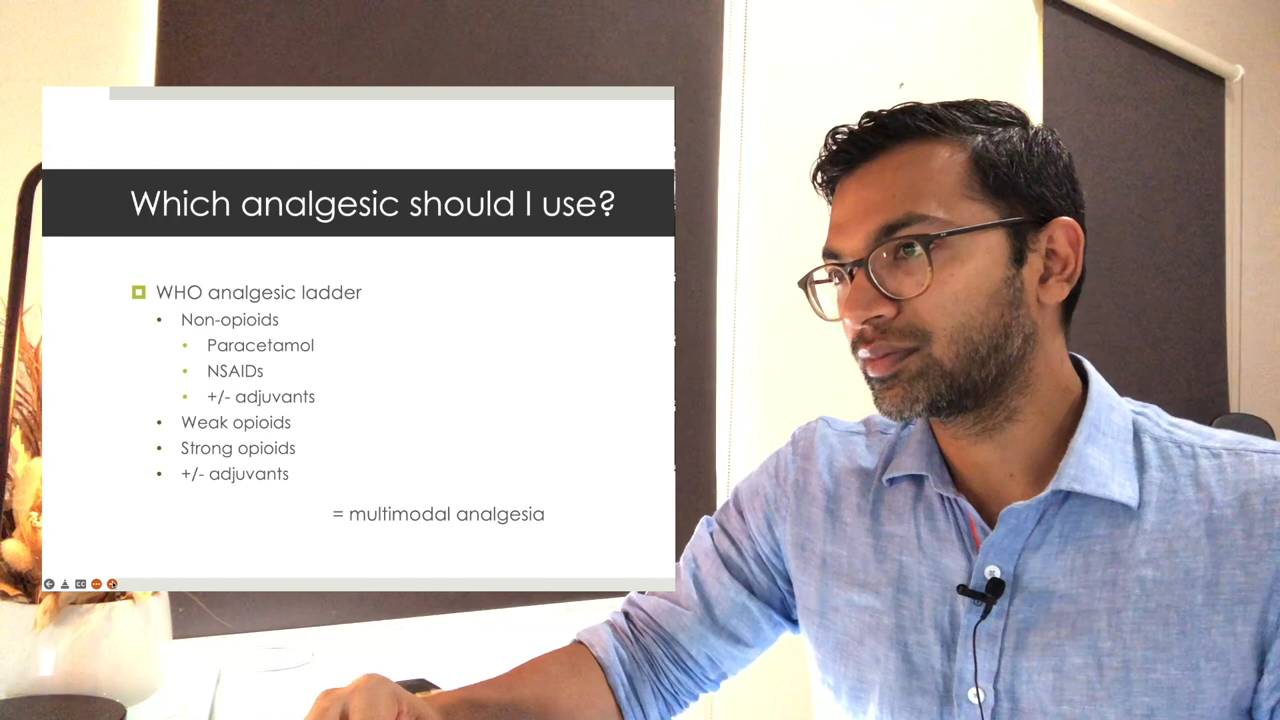 Which analgesic should I use?
WHO analgesic ladder
Non-opioids
Paracetamol
NSAIDs
+/- adjuvants
Weak opioids
Strong opioids
+/- adjuvants
= multimodal analgesia
CC